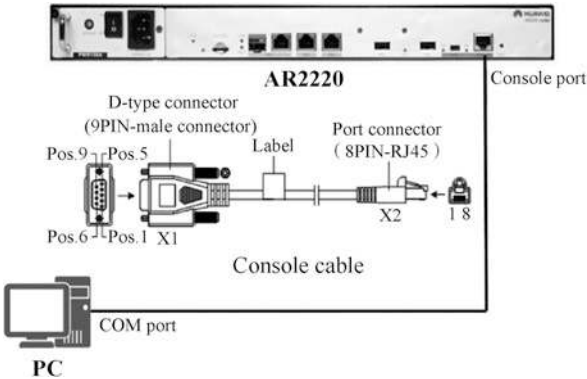 HUAWEI
AR2220
Console port
D-type connector
(9PIN-male connector)
Label
Port connector
( 8PIN-RJ45 )
Pos.9
Pos.5
Pos.6
Pos.1
X1
X2
1 8
Console cable
COM port
PC